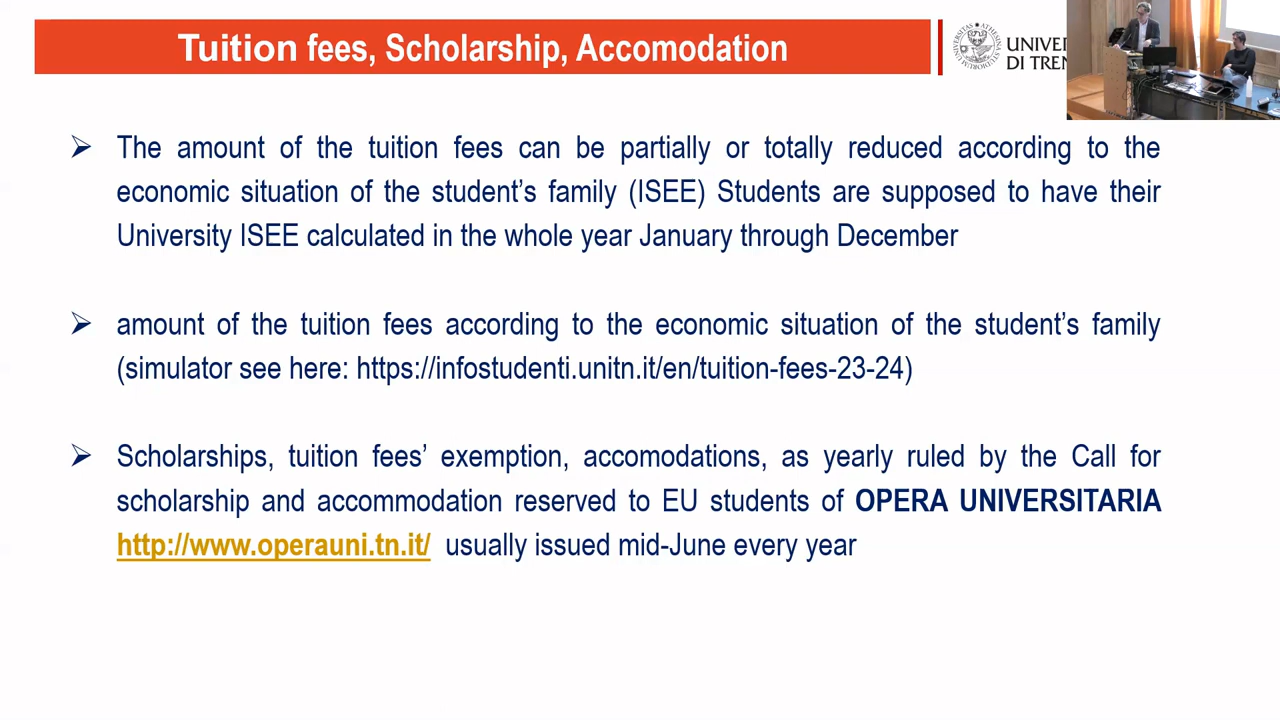 Tuition fees, Scholarship, Accomodation
UNIVER
DI TREN
➢ The amount of the tuition fees can be partially or totally reduced according to the
economic situation of the student's family (ISEE) Students are supposed to have their
University ISEE calculated in the whole year January through December
➢ amount of the tuition fees according to the economic situation of the student's family
(simulator see here: https://infostudenti.unitn.it/en/tuition-fees-23-24)
➢ Scholarships, tuition fees' exemption, accomodations, as yearly ruled by the Call for
scholarship and accommodation reserved to EU students of OPERA UNIVERSITARIA
http://www.operauni.tn.it/ usually issued mid-June every year